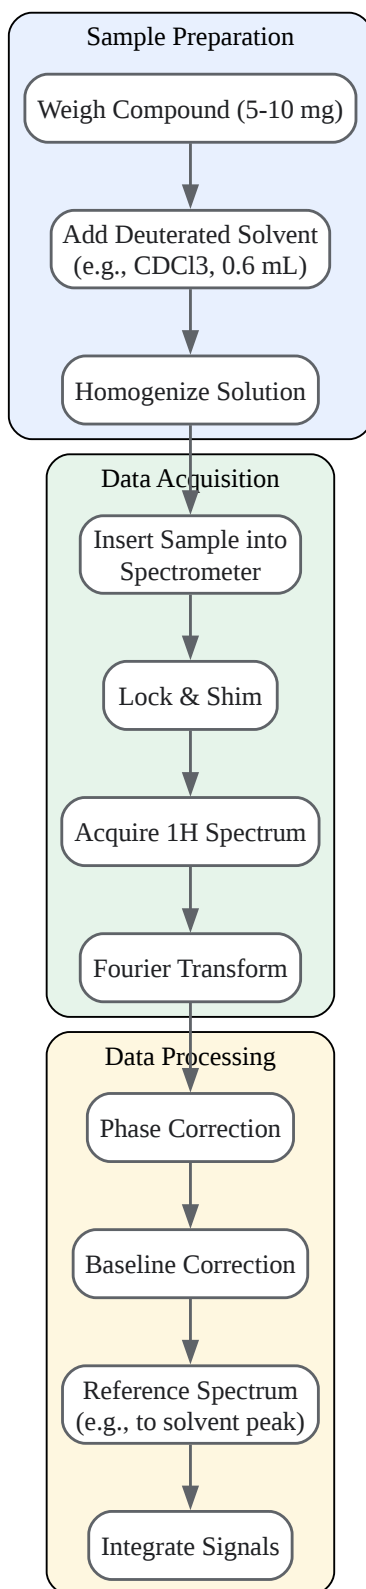 Sample Preparation
Weigh Compound (5-10 mg)
Add Deuterated Solvent
(e.g., CDCl3, 0.6 mL)
Homogenize Solution
Data Acquisition
Insert Sample into
Spectrometer
Lock & Shim
Acquire 1H Spectrum
Fourier Transform
Data Processing
Phase Correction
Baseline Correction
Reference Spectrum
(e.g., to solvent peak)
Integrate Signals